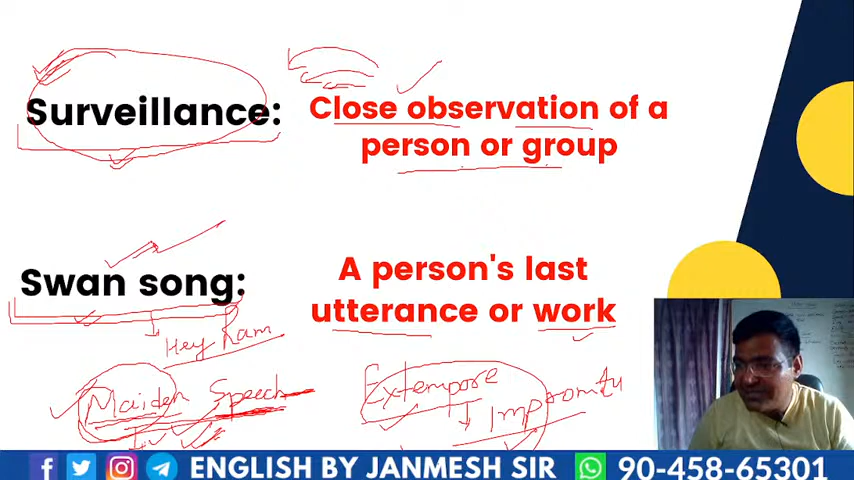 Surveillance:
Close observation of a
person or group
Swan song:
A person's last
utterance or work
Hey Ram
Maiden Speech
Extempore
Impromtu
ENGLISH BY JANMESH SIR
90-458-65301